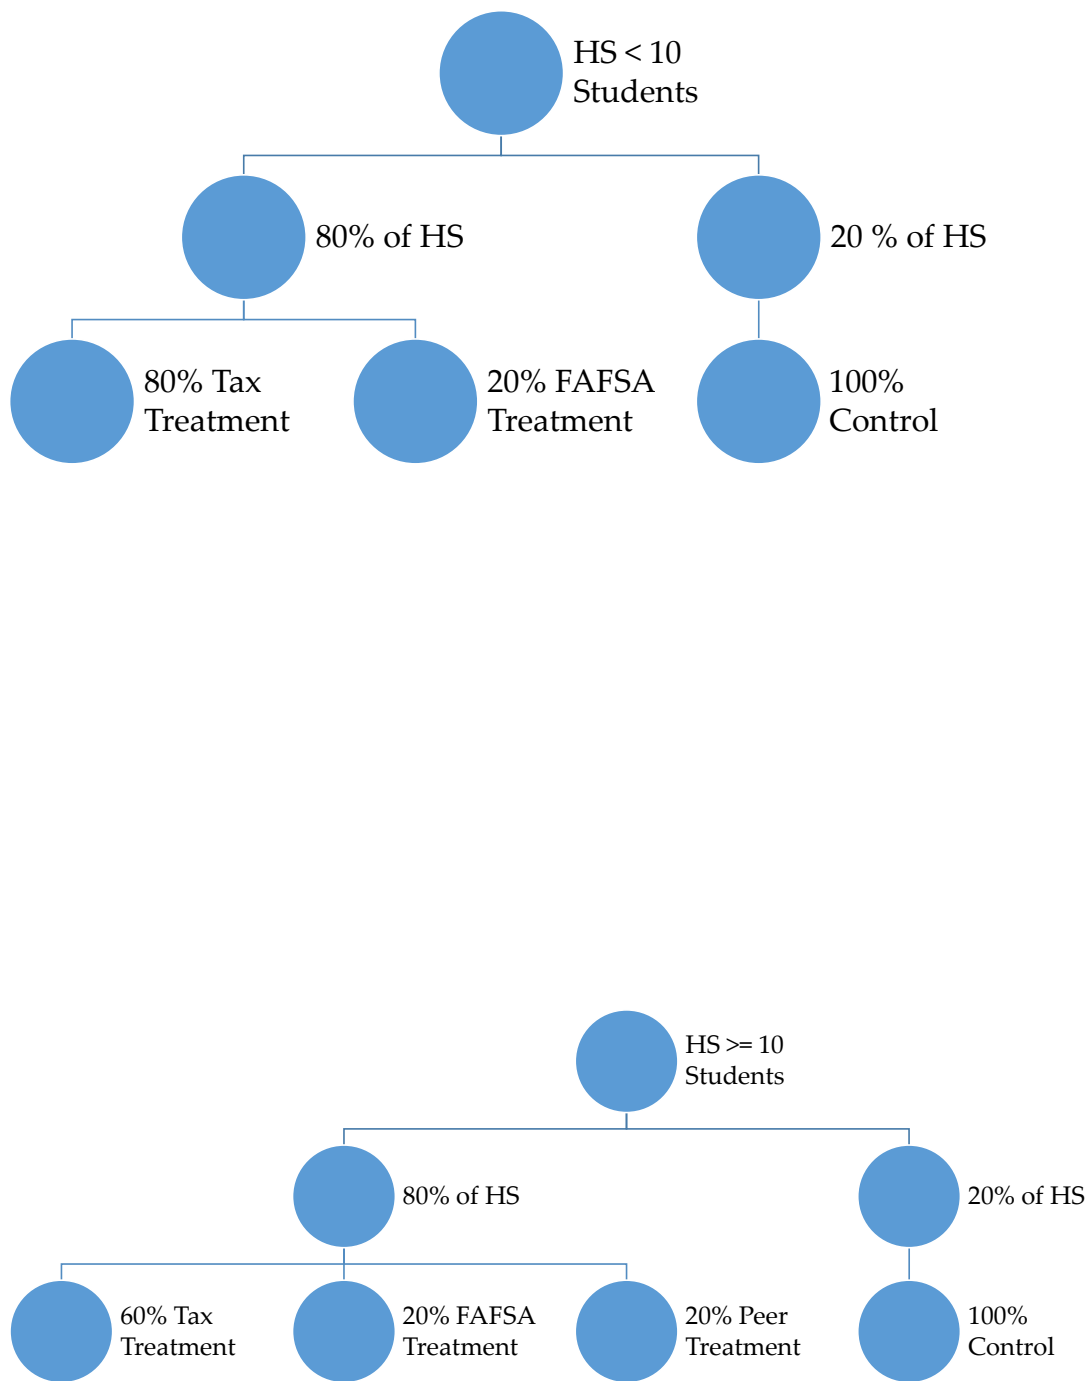 HS < 10
Students
80% of HS
20 % of HS
80% Tax
Treatment
20% FAFSA
Treatment
100%
Control
HS >= 10
Students
80% of HS
20% of HS
60% Tax
Treatment
20% FAFSA
Treatment
20% Peer
Treatment
100%
Control